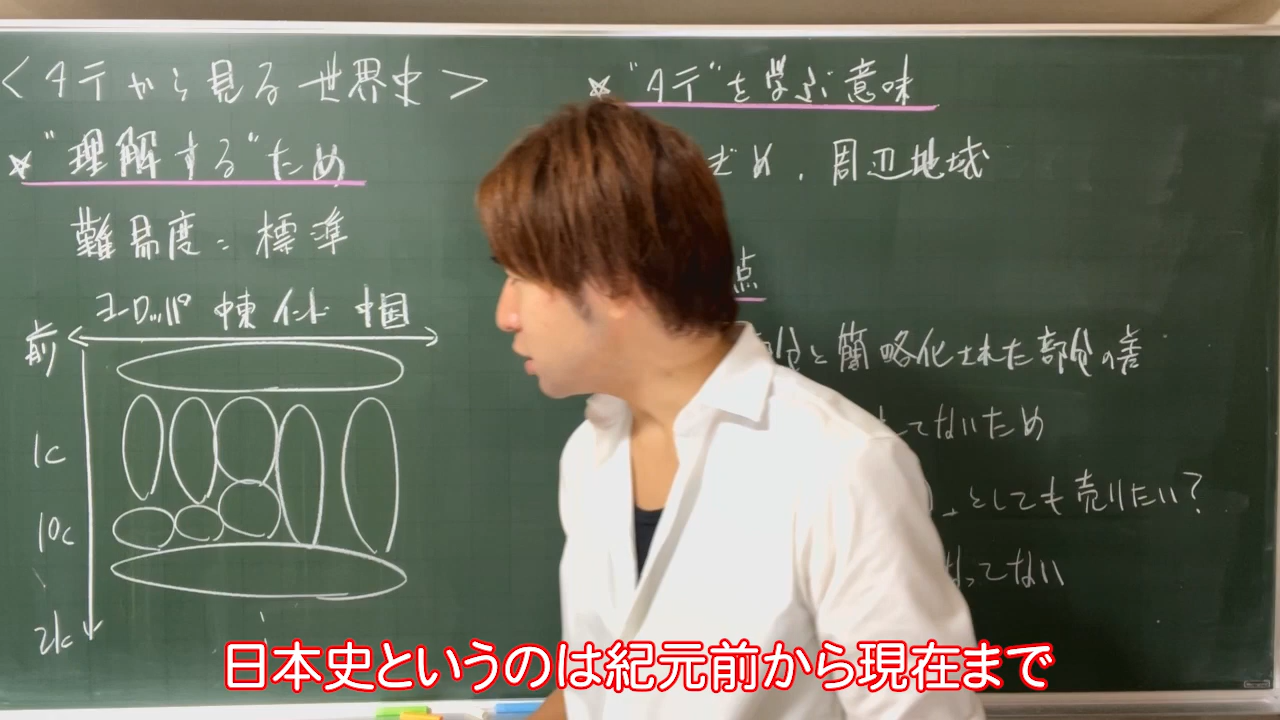 <タテから見る世界史>
☆"理解する"ため
難易度:標準
ヨーロッパ 中東 インド 中国
前
1c
10c
21c
☆"タテ"を学ぶ意味
周辺地域
点
と簡略化された部分の差
てないため
としても売りたい?
なってない
日本史というのは紀元前から現在まで